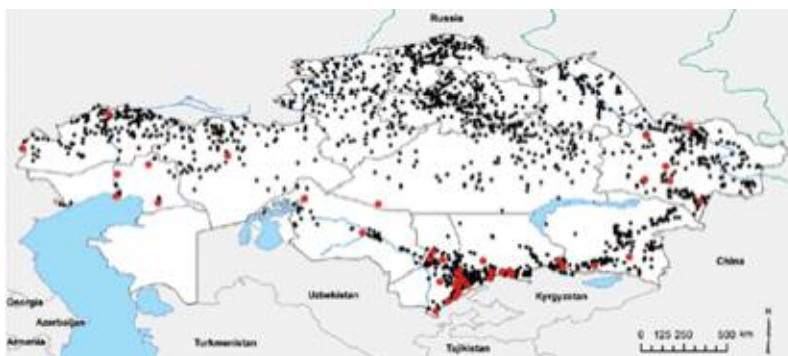 Russia
China
Uzbekistan
Kyrgyzstan
Georgia
Azerbaijan
Armenia
Turkmenistan
Tajikistan
N
0 125 250 500 km